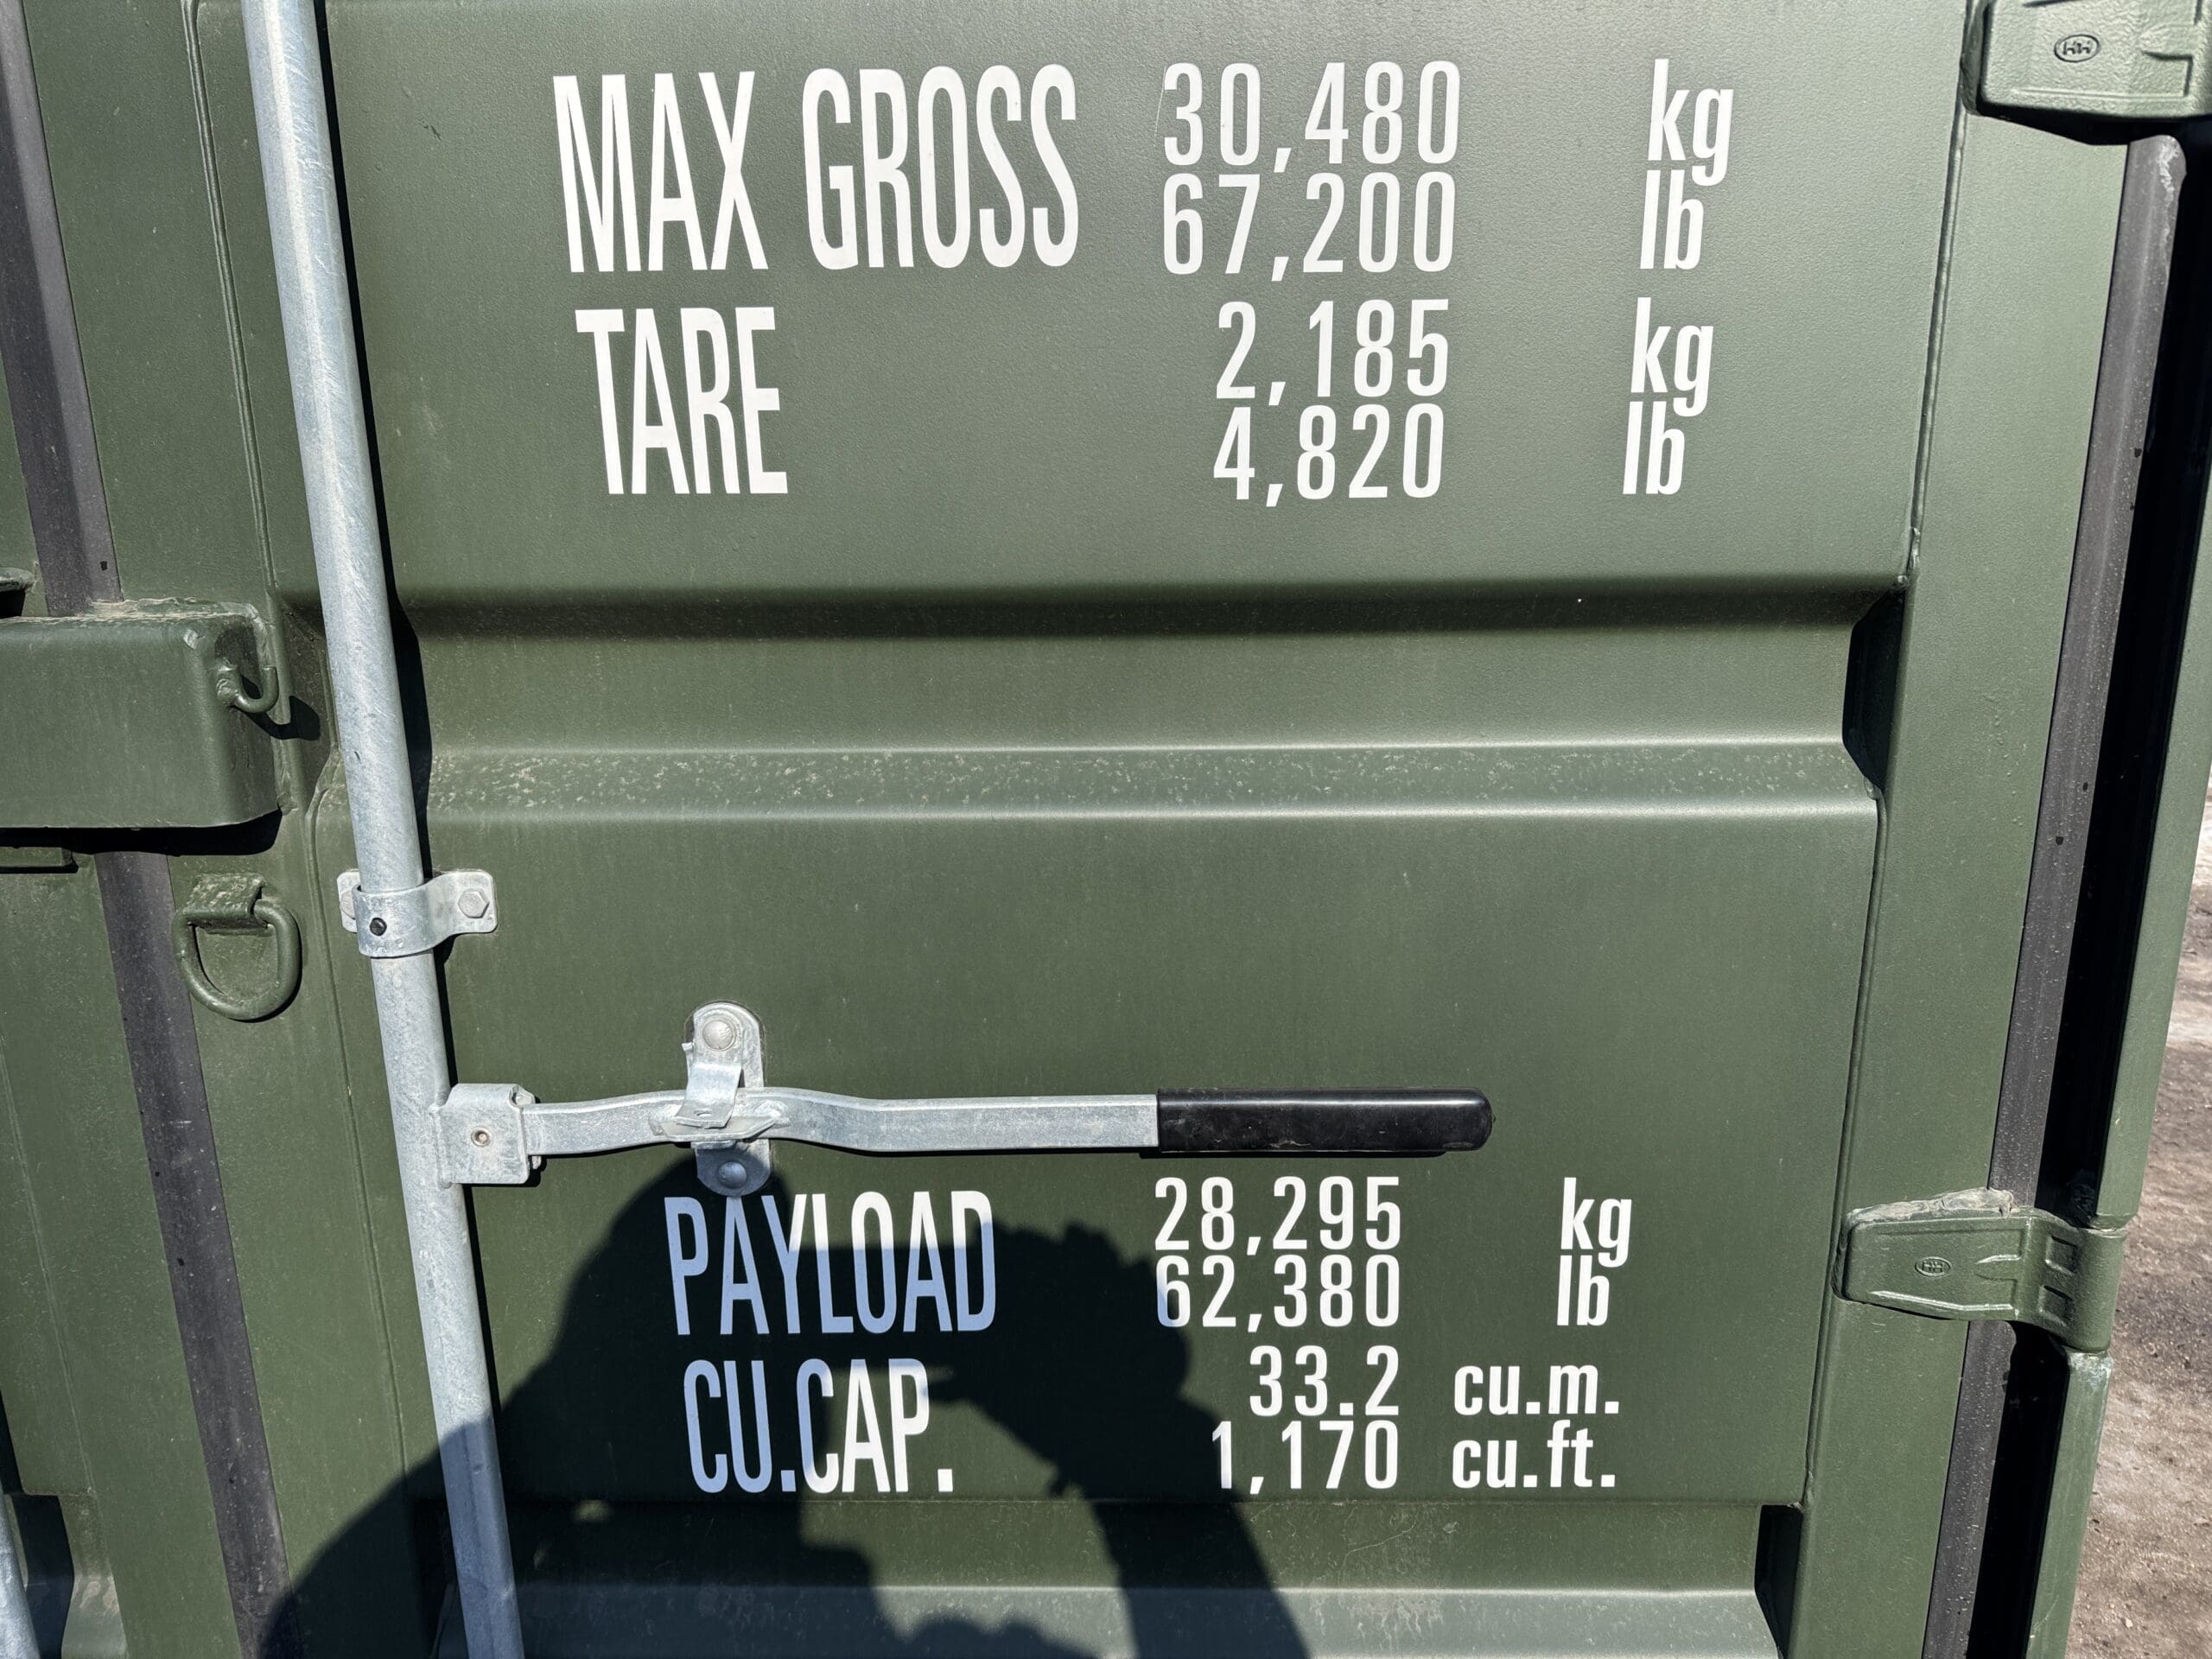 MAX GROSS 30,480 kg
67,200 lb
TARE 2,185 kg
4,820 lb
PAYLOAD 28,295 kg
62,380 lb
CU.CAP. 33.2 cu.m.
1,170 cu.ft.